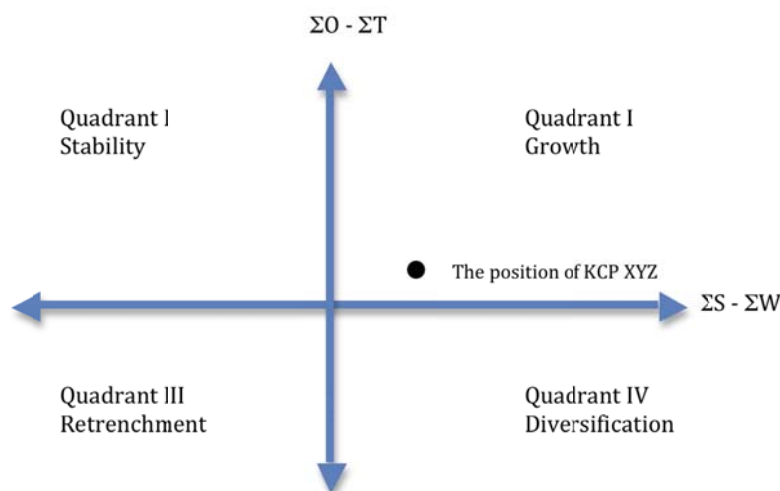 ΣO - ΣT
Quadrant I
Stability
Quadrant I
Growth
The position of KCP XYZ
ΣS - ΣW
Quadrant III
Retrenchment
Quadrant IV
Diversification